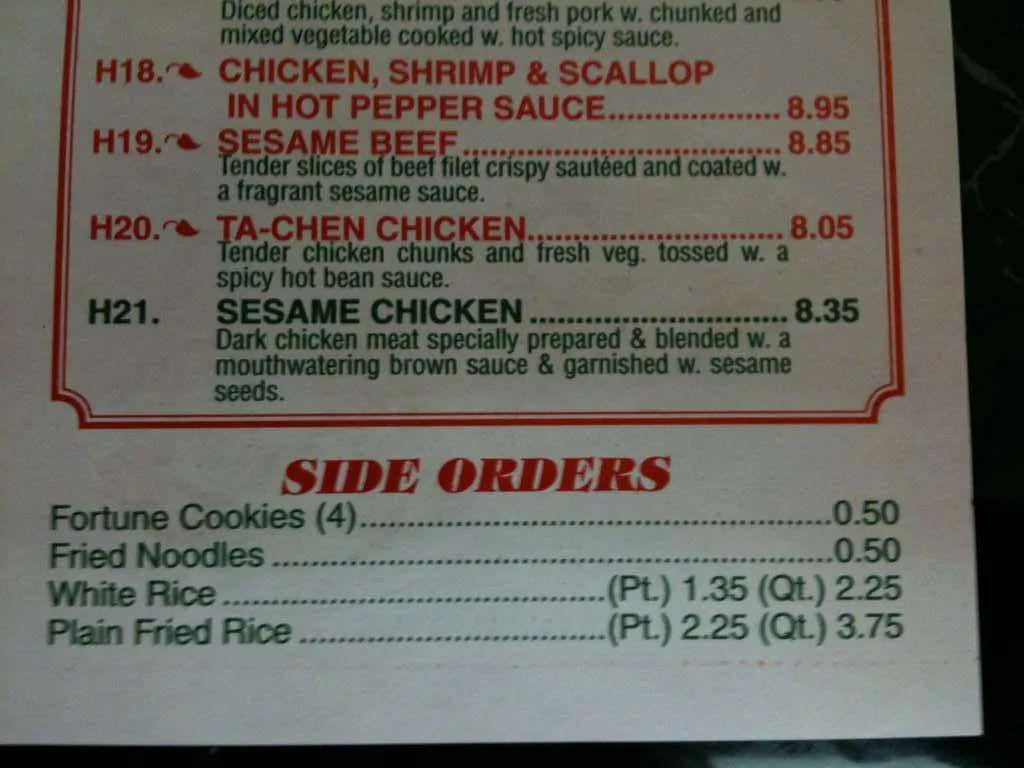 Diced chicken, shrimp and fresh pork w. chunked and
mixed vegetable cooked w. hot spicy sauce.
H18. CHICKEN, SHRIMP & SCALLOP
IN HOT PEPPER SAUCE................... 8.95
H19. SESAME BEEF.................................. 8.85
Tender slices of beef filet crispy sautéed and coated w.
a fragrant sesame sauce.
H20. TA-CHEN CHICKEN........................... 8.05
Tender chicken chunks and fresh veg. tossed w. a
spicy hot bean sauce.
H21. SESAME CHICKEN ........................... 8.35
Dark chicken meat specially prepared & blended w. a
mouthwatering brown sauce & garnished w. sesame
seeds.
SIDE ORDERS
Fortune Cookies (4)..................................................0.50
Fried Noodles ...........................................................0.50
White Rice.........................................(Pt.) 1.35 (Qt.) 2.25
Plain Fried Rice .................................(Pt.) 2.25 (Qt.) 3.75